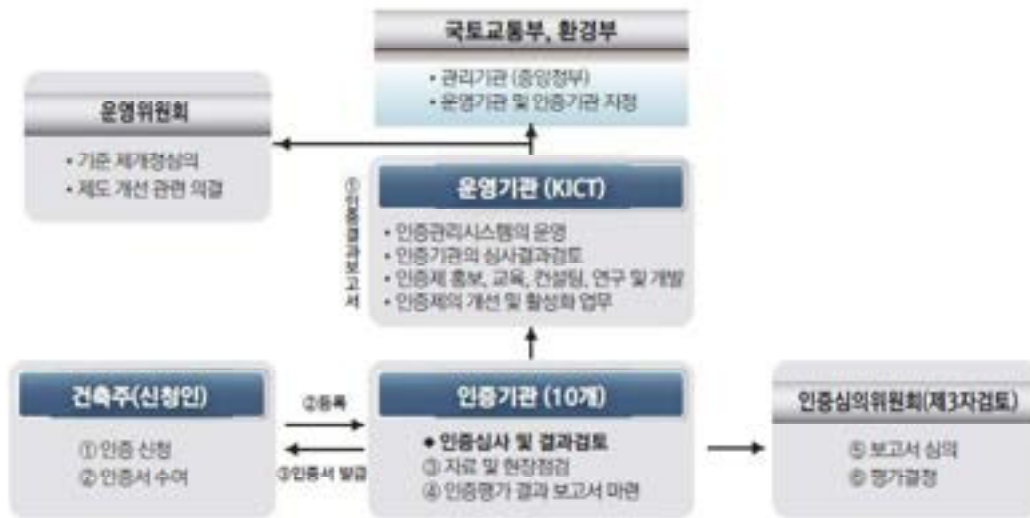 국토교통부, 환경부
• 관리기관 (중앙정부)
• 운영기관 및 인증기관 지정
운영위원회
• 기준 제개정심의
• 제도 개선 관련 의결
운영기관 (KICT)
• 인증관리시스템의 운영
• 인증기관의 심사결과검토
• 인증제 홍보, 교육, 컨설팅, 연구 및 개발
• 인증제의 개선 및 활성화 업무
결과보고서
건축주(신청인)
① 인증 신청
② 인증서 수여
②등록
③인증서 발급
인증기관 (10개)
◆ 인증심사 및 결과검토
③ 자료 및 현장점검
④ 인증평가 결과 보고서 마련
인증심의위원회(제3자검토)
⑤ 보고서 심의
⑥ 평가결정